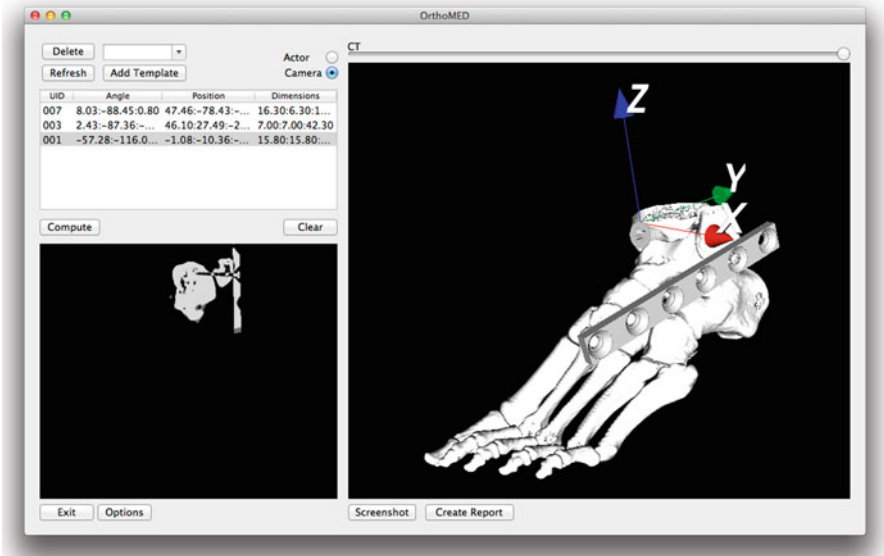 OrthoMED
Delete
Actor
CT
Refresh Add Template
Camera
UID Angle Position Dimensions
007 8.03:-88.45:0.80 47.46:-78.43:-... 16.30:6.30:1...
003 2.43:-87.36:-... 46.10:27.49:-2... 7.00:7.00:42.30
001 -57.28:-116.0... -1.08:-10.36:-... 15.80:15.80:...
Compute Clear
Z
Y
X
Exit Options
Screenshot Create Report